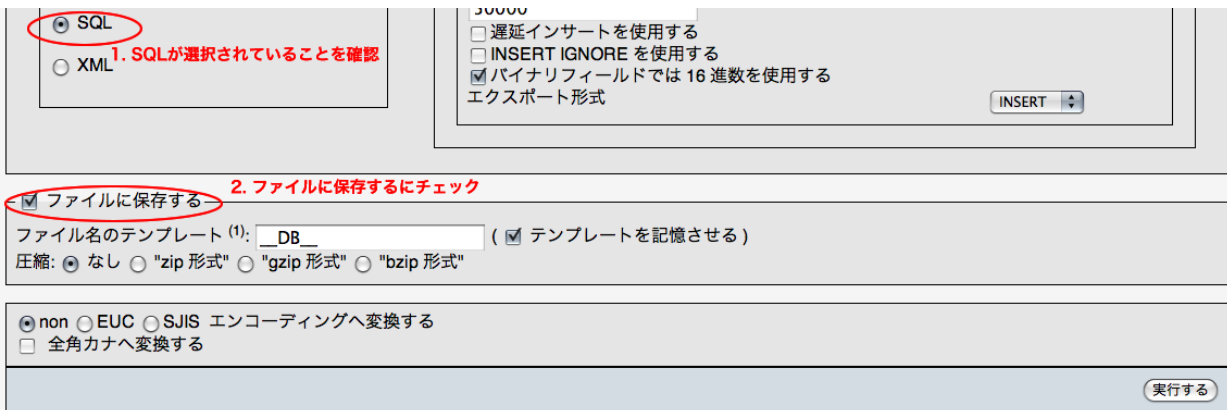 SQL
1. SQLが選択されていることを確認
XML
50000
遅延インサートを使用する
INSERT IGNORE を使用する
バイナリフィールドでは 16 進数を使用する
エクスポート形式
INSERT
2. ファイルに保存するにチェック
ファイルに保存する
ファイル名のテンプレート (1): __DB__ ( テンプレートを記憶させる )
圧縮: なし "zip 形式" "gzip 形式" "bzip 形式"
non EUC SJIS エンコーディングへ変換する
全角カナへ変換する
実行する